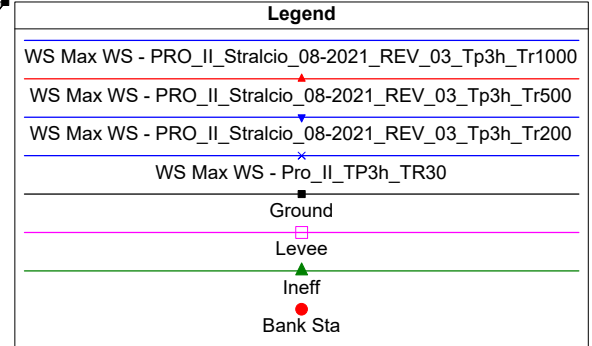 Legend
WS Max WS - PRO_II_Stralcio_08-2021_REV_03_Tp3h_Tr1000
WS Max WS - PRO_II_Stralcio_08-2021_REV_03_Tp3h_Tr500
WS Max WS - PRO_II_Stralcio_08-2021_REV_03_Tp3h_Tr200
WS Max WS - Pro_II_TP3h_TR30
Ground
Levee
Ineff
Bank Sta